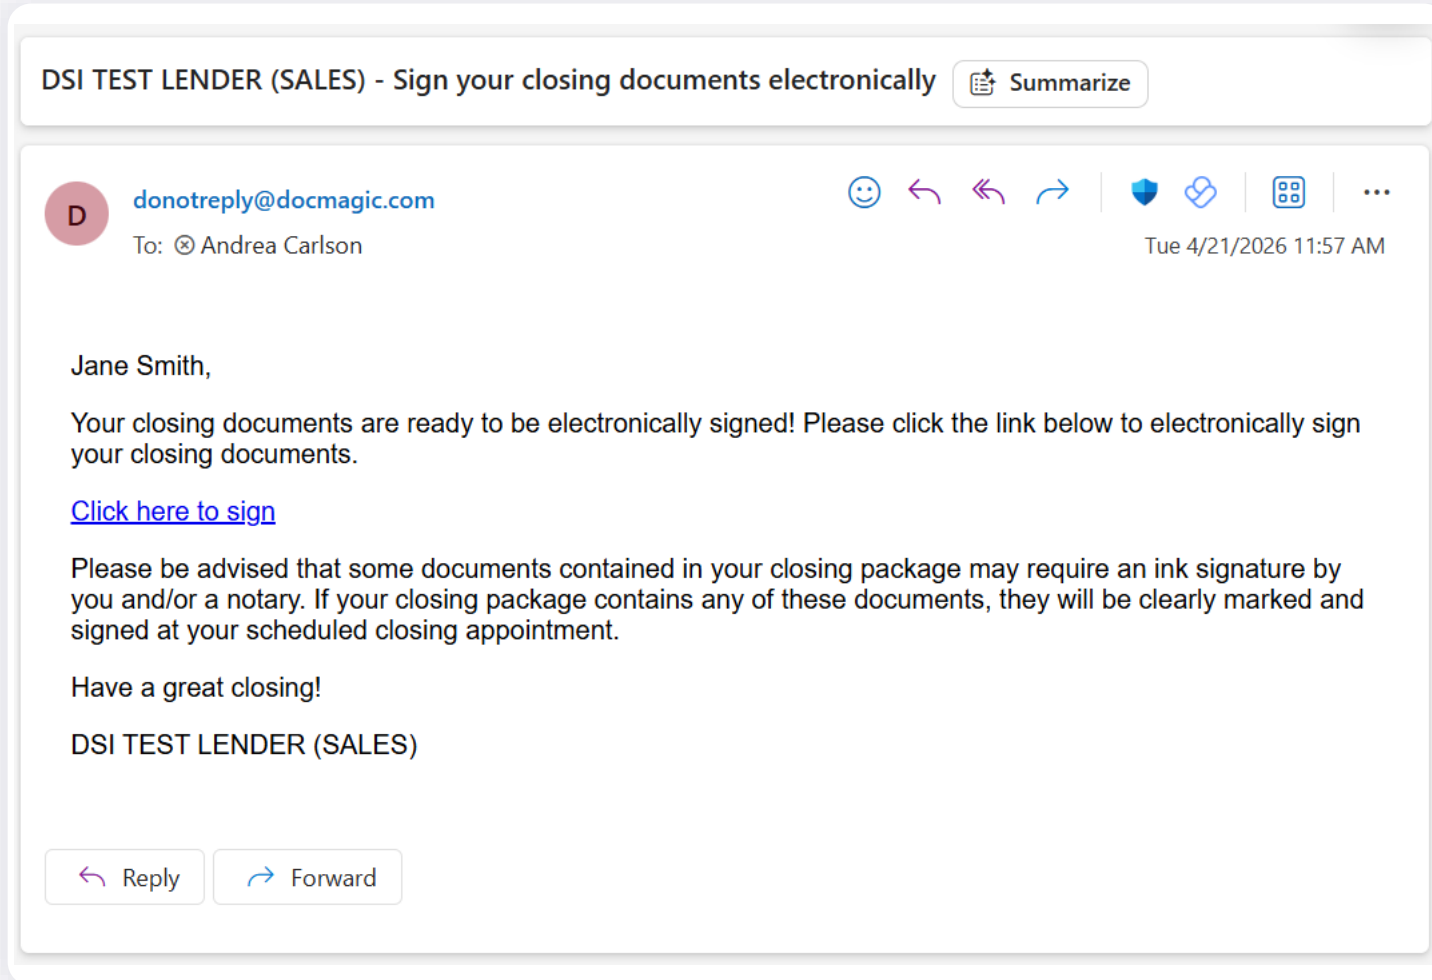 DSI TEST LENDER (SALES) - Sign your closing documents electronically
Summarize
D
donotreply@docmagic.com
To: Andrea Carlson
Tue 4/21/2026 11:57 AM
Jane Smith,
Your closing documents are ready to be electronically signed! Please click the link below to electronically sign
your closing documents.
Click here to sign
Please be advised that some documents contained in your closing package may require an ink signature by
you and/or a notary. If your closing package contains any of these documents, they will be clearly marked and
signed at your scheduled closing appointment.
Have a great closing!
DSI TEST LENDER (SALES)
Reply
Forward